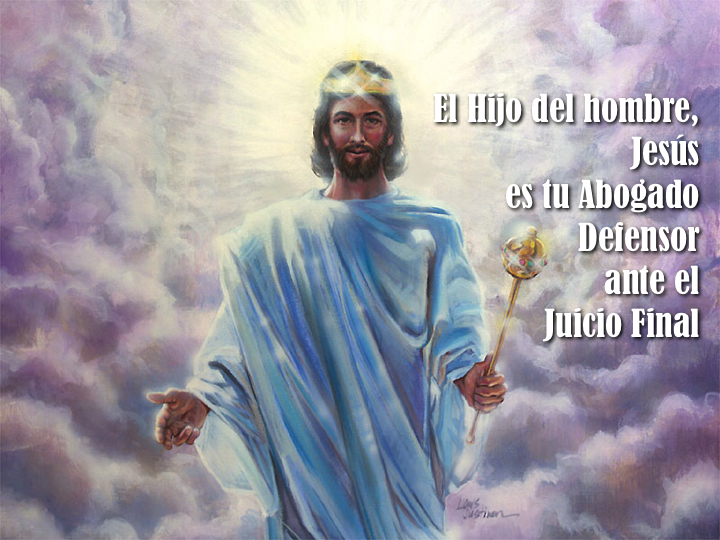 El Hijo del hombre,
Jesús
es tu Abogado
Defensor
ante el
Juicio Final